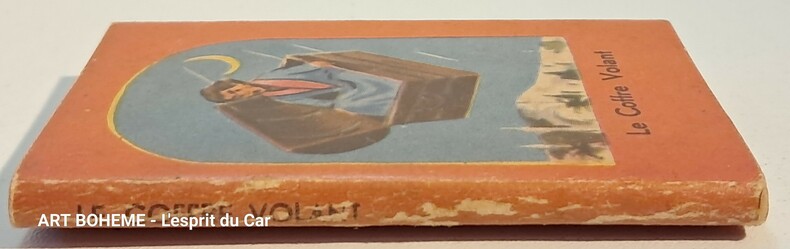 Le Coffre Volant
LE COFFRE VOLANT
ART BOHEME - L'esprit du Car